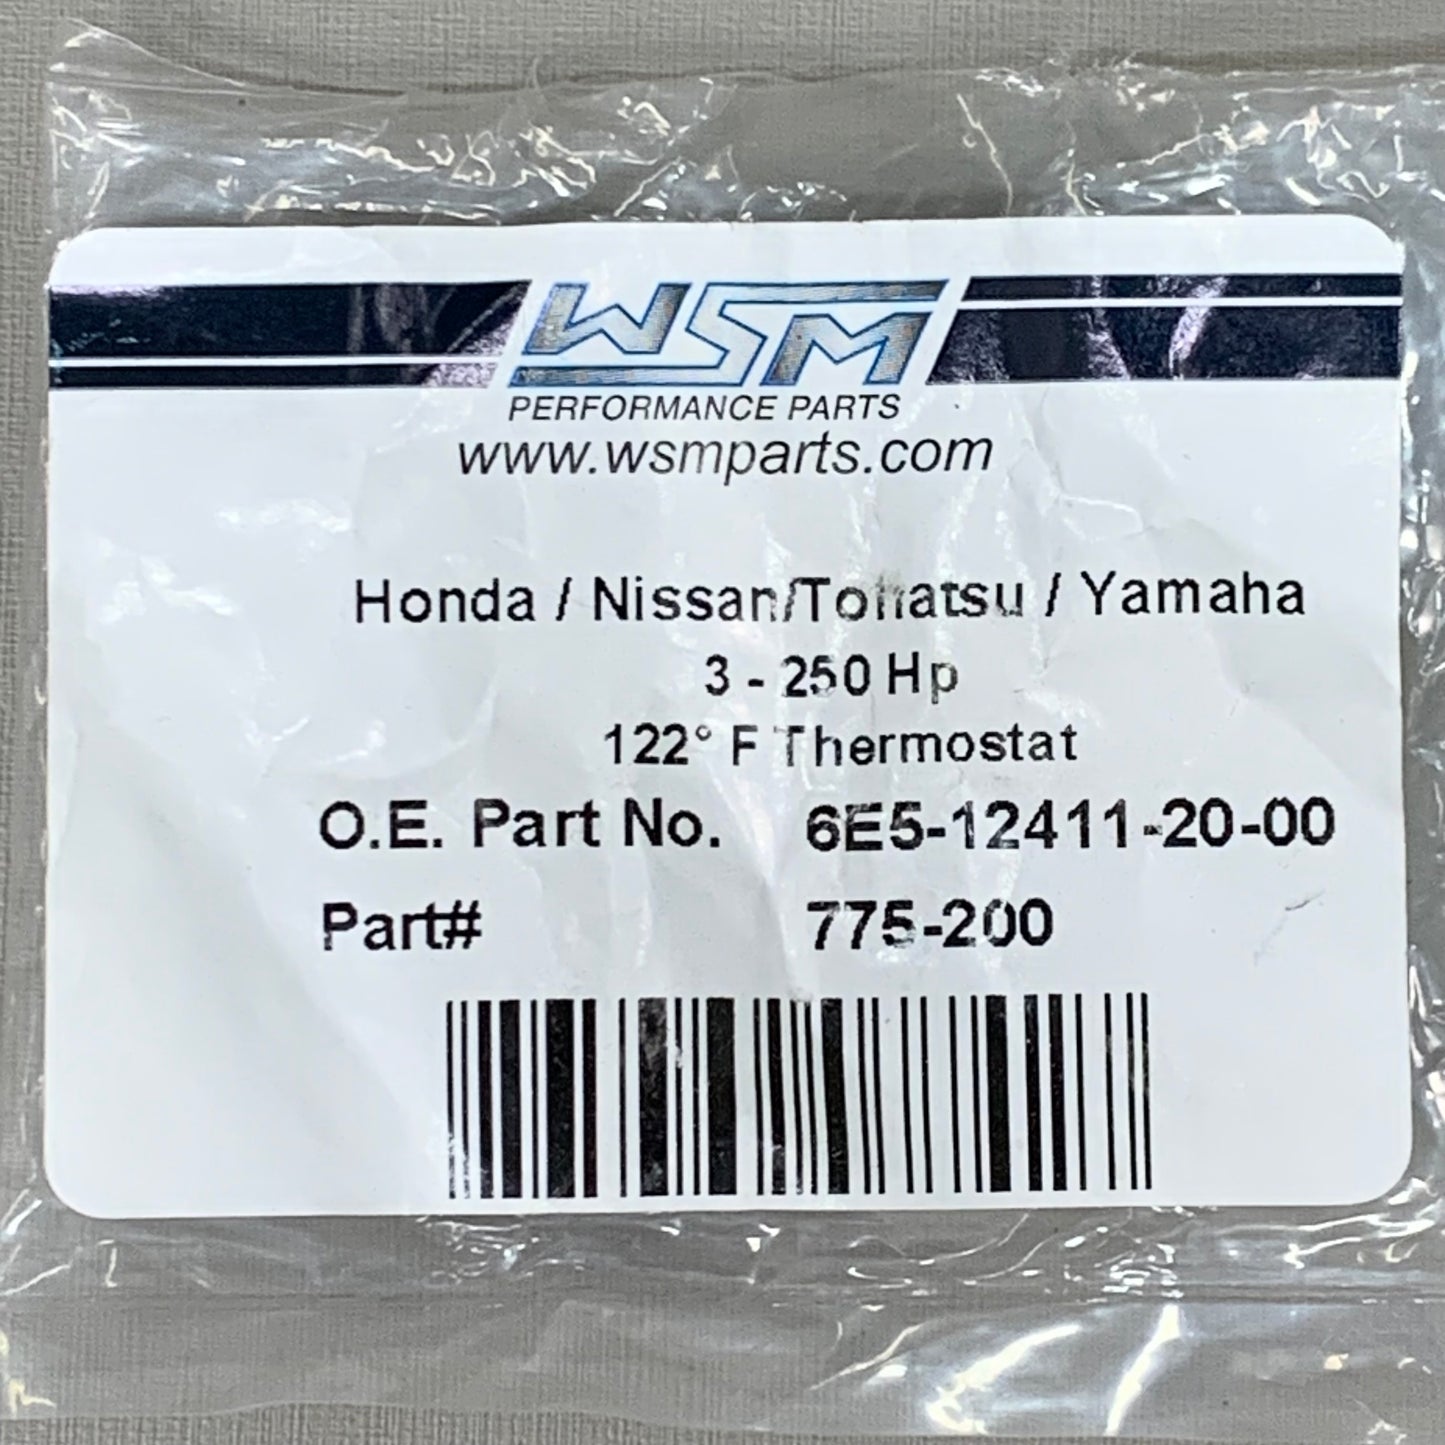 WSM
PERFORMANCE PARTS
www.wsmparts.com
Honda / Nissan/Tohatsu / Yamaha
3 - 250 Hp
122° F Thermostat
O.E. Part No. 6E5-12411-20-00
Part# 775-200